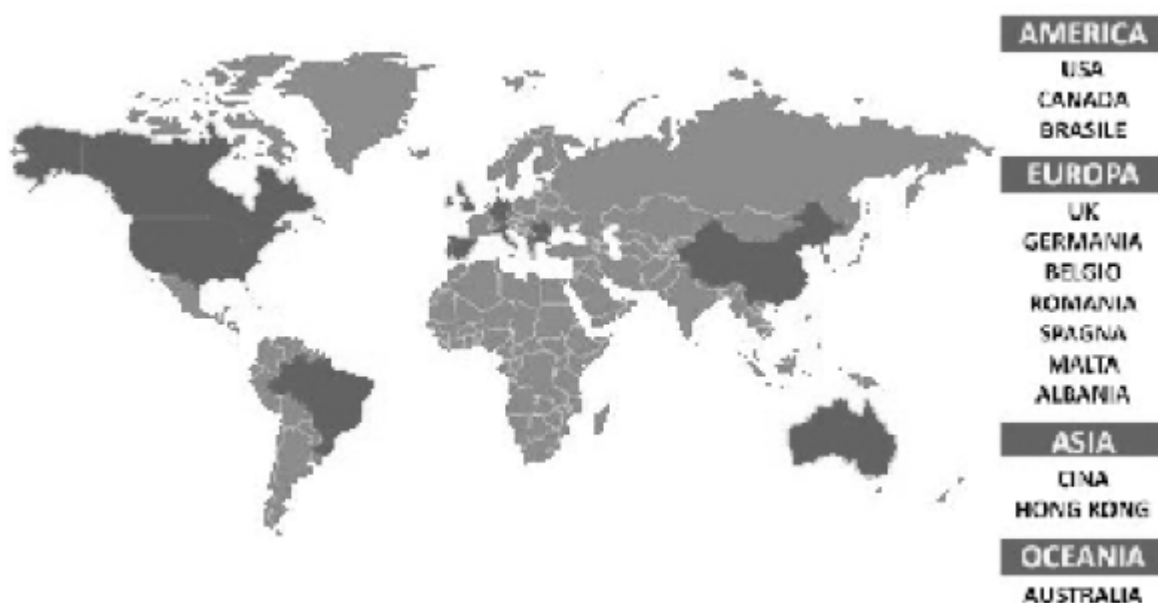 AMERICA
USA
CANADA
BRASILE
EUROPA
UK
GERMANIA
BELGIO
ROMANIA
SPAGNA
MALTA
ALBANIA
ASIA
CINA
HONG KONG
OCEANIA
AUSTRALIA